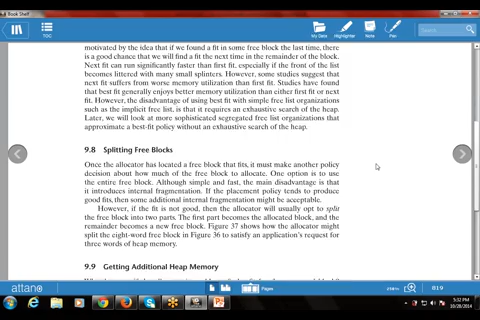 Book Shelf
TOC
My Data
Highlighter
Note
Pen
Search
motivated by the idea that if we found a fit in some free block the last time, there
is a good chance that we will find a fit the next time in the remainder of the block.
Next fit can run significantly faster than first fit, especially if the front of the list
becomes littered with many small splinters. However, some studies suggest that
next fit suffers from worse memory utilization than first fit. Studies have found
that best fit generally enjoys better memory utilization than either first fit or next
fit. However, the disadvantage of using best fit with simple free list organizations
such as the implicit free list, is that it requires an exhaustive search of the heap.
Later, we will look at more sophisticated segregated free list organizations that
approximate a best-fit policy without an exhaustive search of the heap.
9.8 Splitting Free Blocks
Once the allocator has located a free block that fits, it must make another policy
decision about how much of the free block to allocate. One option is to use
the entire free block. Although simple and fast, the main disadvantage is that
it introduces internal fragmentation. If the placement policy tends to produce
good fits, then some additional internal fragmentation might be acceptable.
However, if the fit is not good, then the allocator will usually opt to split
the free block into two parts. The first part becomes the allocated block, and the
remainder becomes a new free block. Figure 37 shows how the allocator might
split the eight-word free block in Figure 36 to satisfy an application's request for
three words of heap memory.
9.9 Getting Additional Heap Memory
attano
Pages
819
5:32 PM
10/28/2014